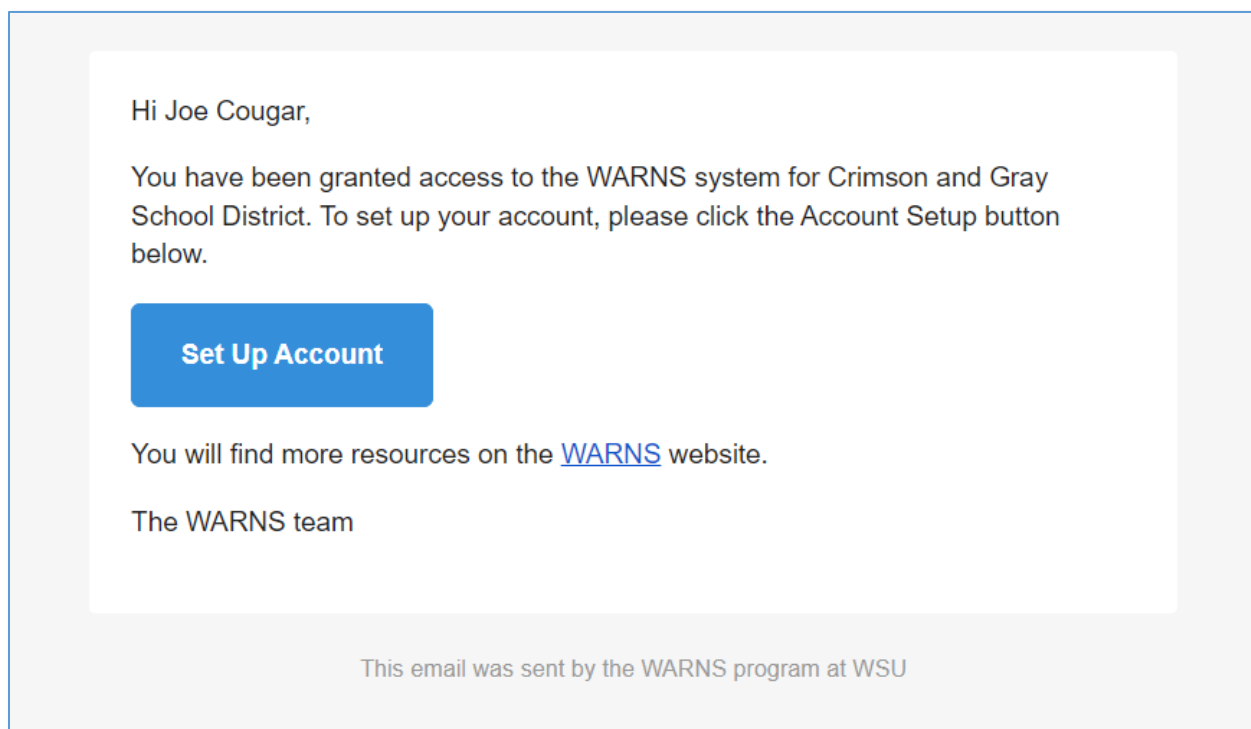 Hi Joe Cougar,
You have been granted access to the WARNS system for Crimson and Gray
School District. To set up your account, please click the Account Setup button
below.
Set Up Account
You will find more resources on the WARNS website.
The WARNS team
This email was sent by the WARNS program at WSU